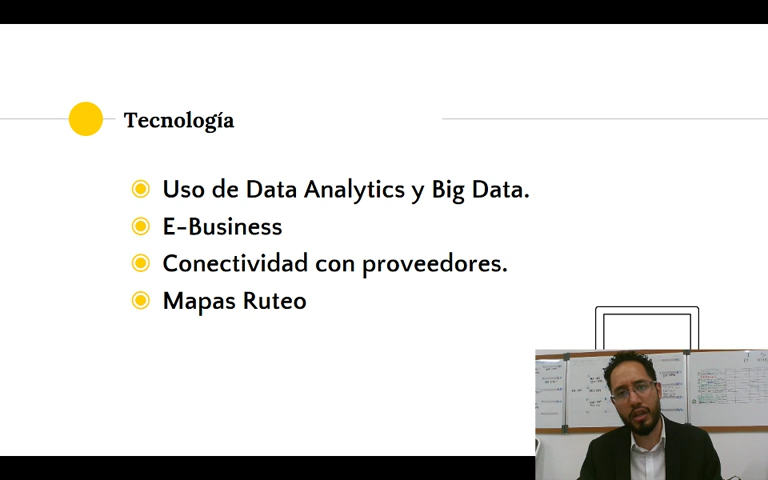 Tecnología
Uso de Data Analytics y Big Data.
E-Business
Conectividad con proveedores.
Mapas Ruteo